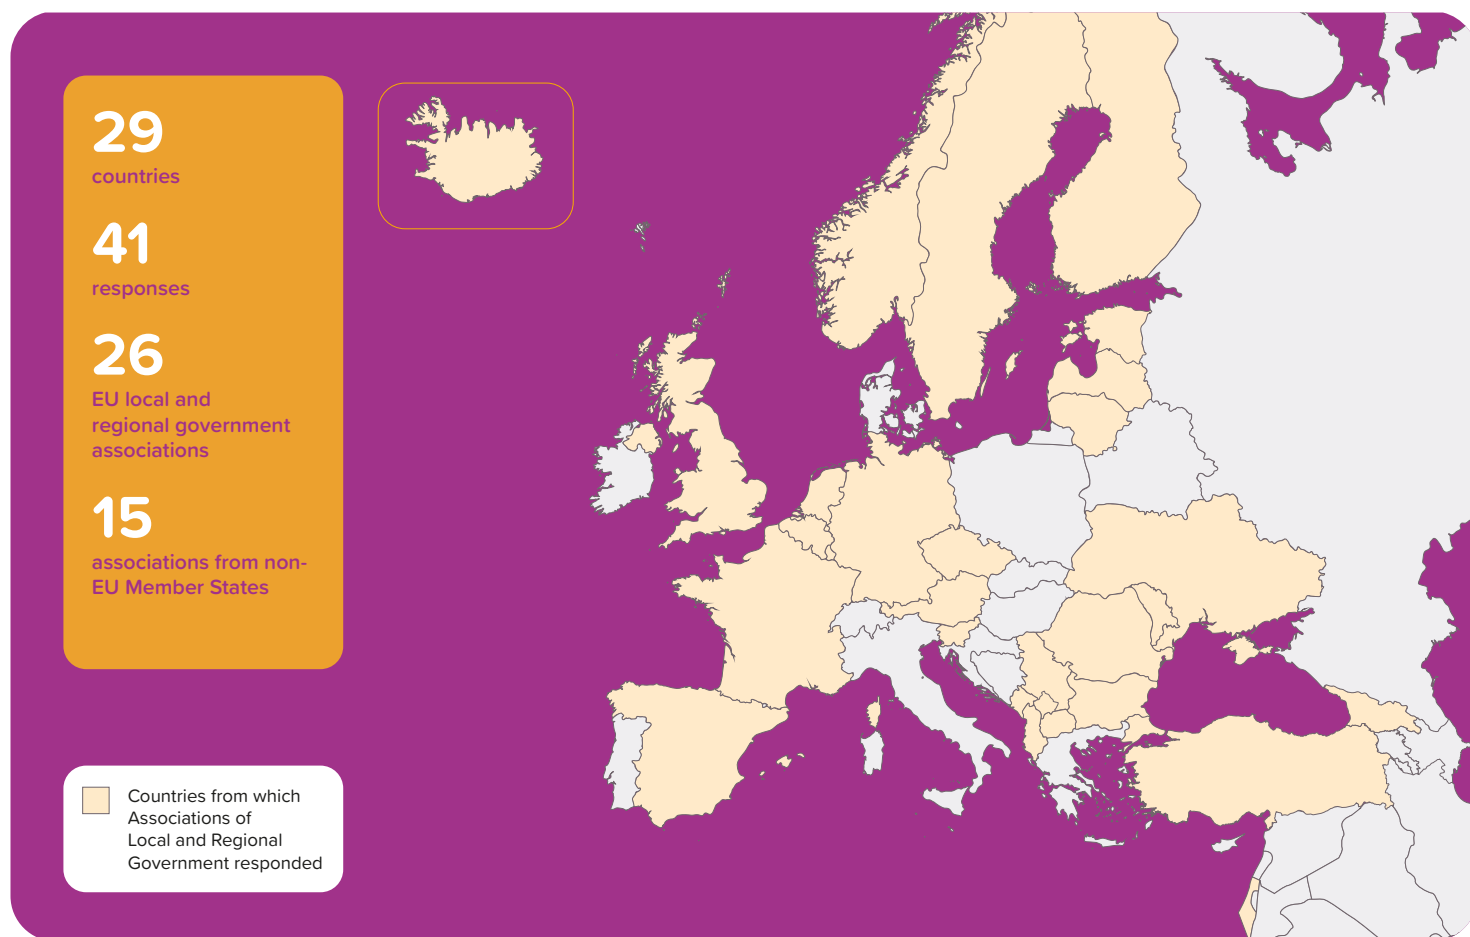 29
countries
41
responses
26
EU local and
regional government
associations
15
associations from non-
EU Member States
Countries from which
Associations of
Local and Regional
Government responded